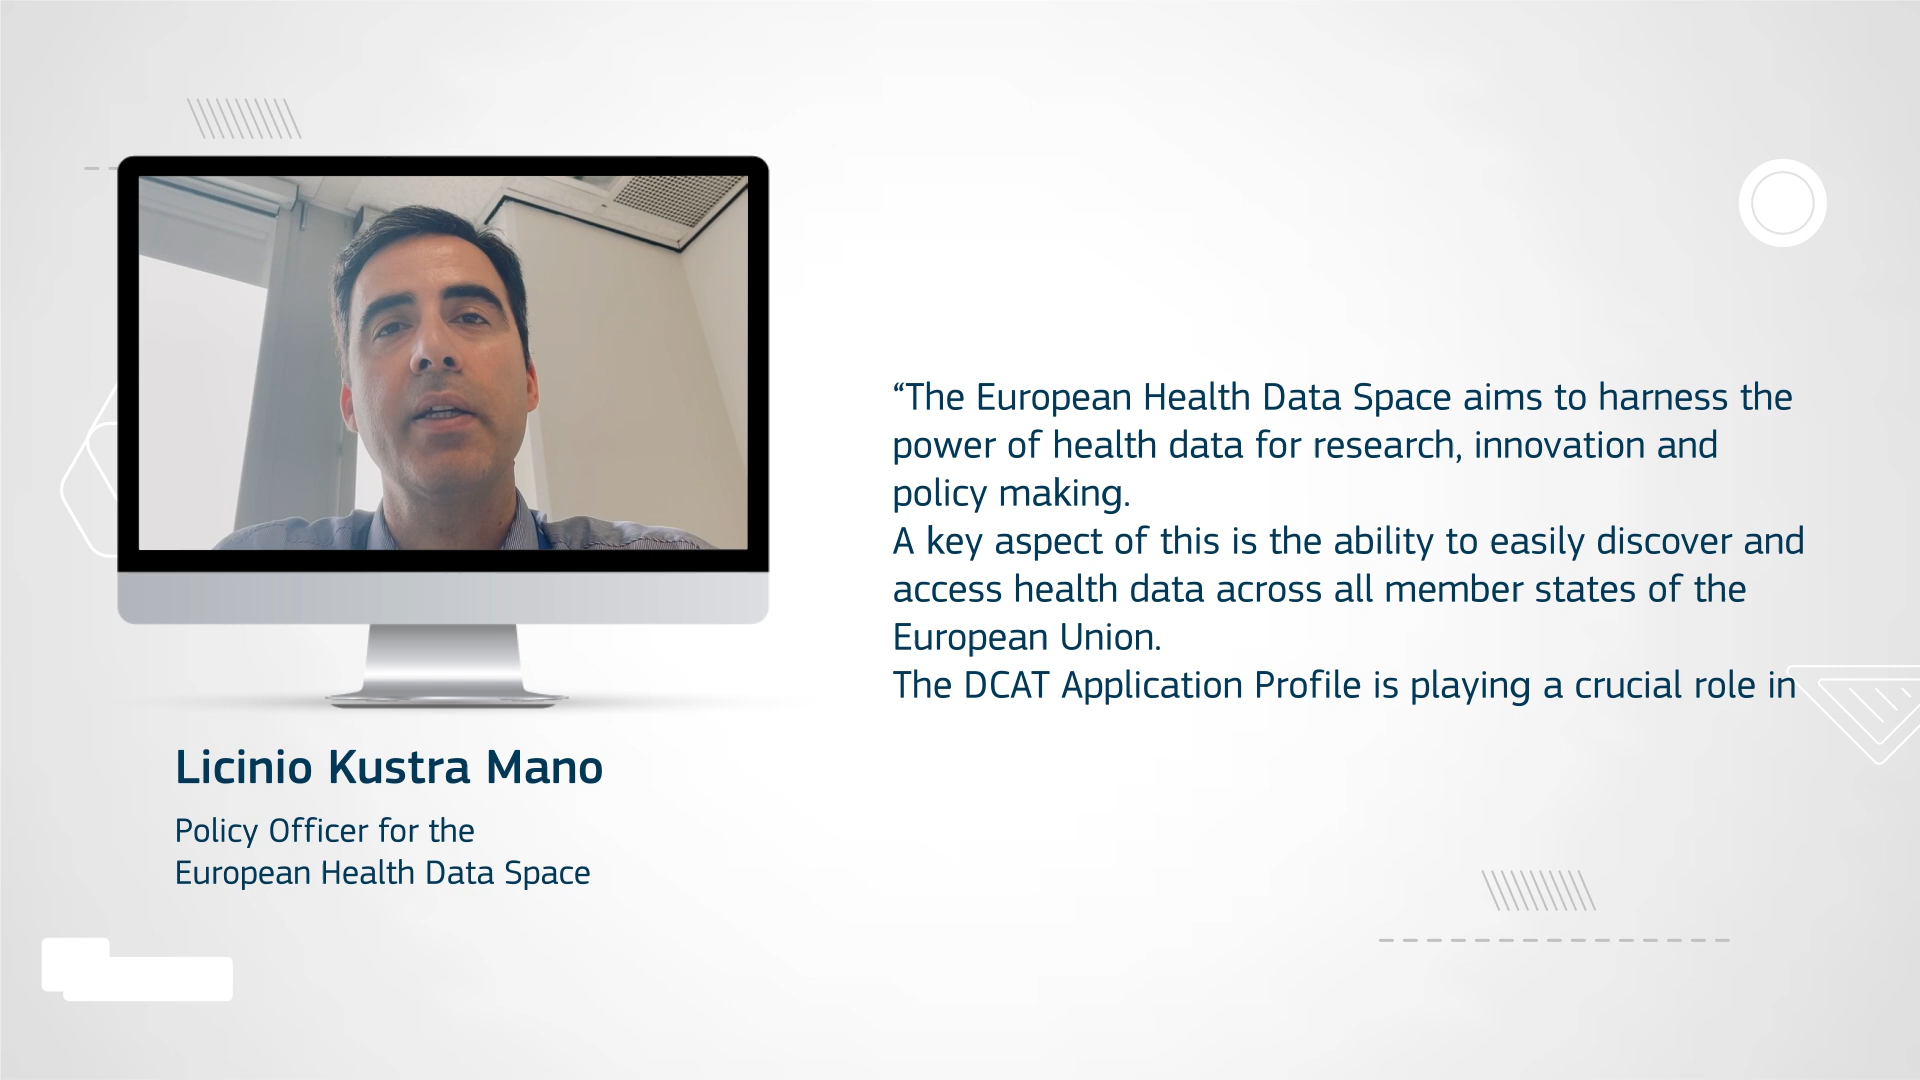 “The European Health Data Space aims to harness the
power of health data for research, innovation and
policy making.
A key aspect of this is the ability to easily discover and
access health data across all member states of the
European Union.
The DCAT Application Profile is playing a crucial role in
Licinio Kustra Mano
Policy Officer for the
European Health Data Space